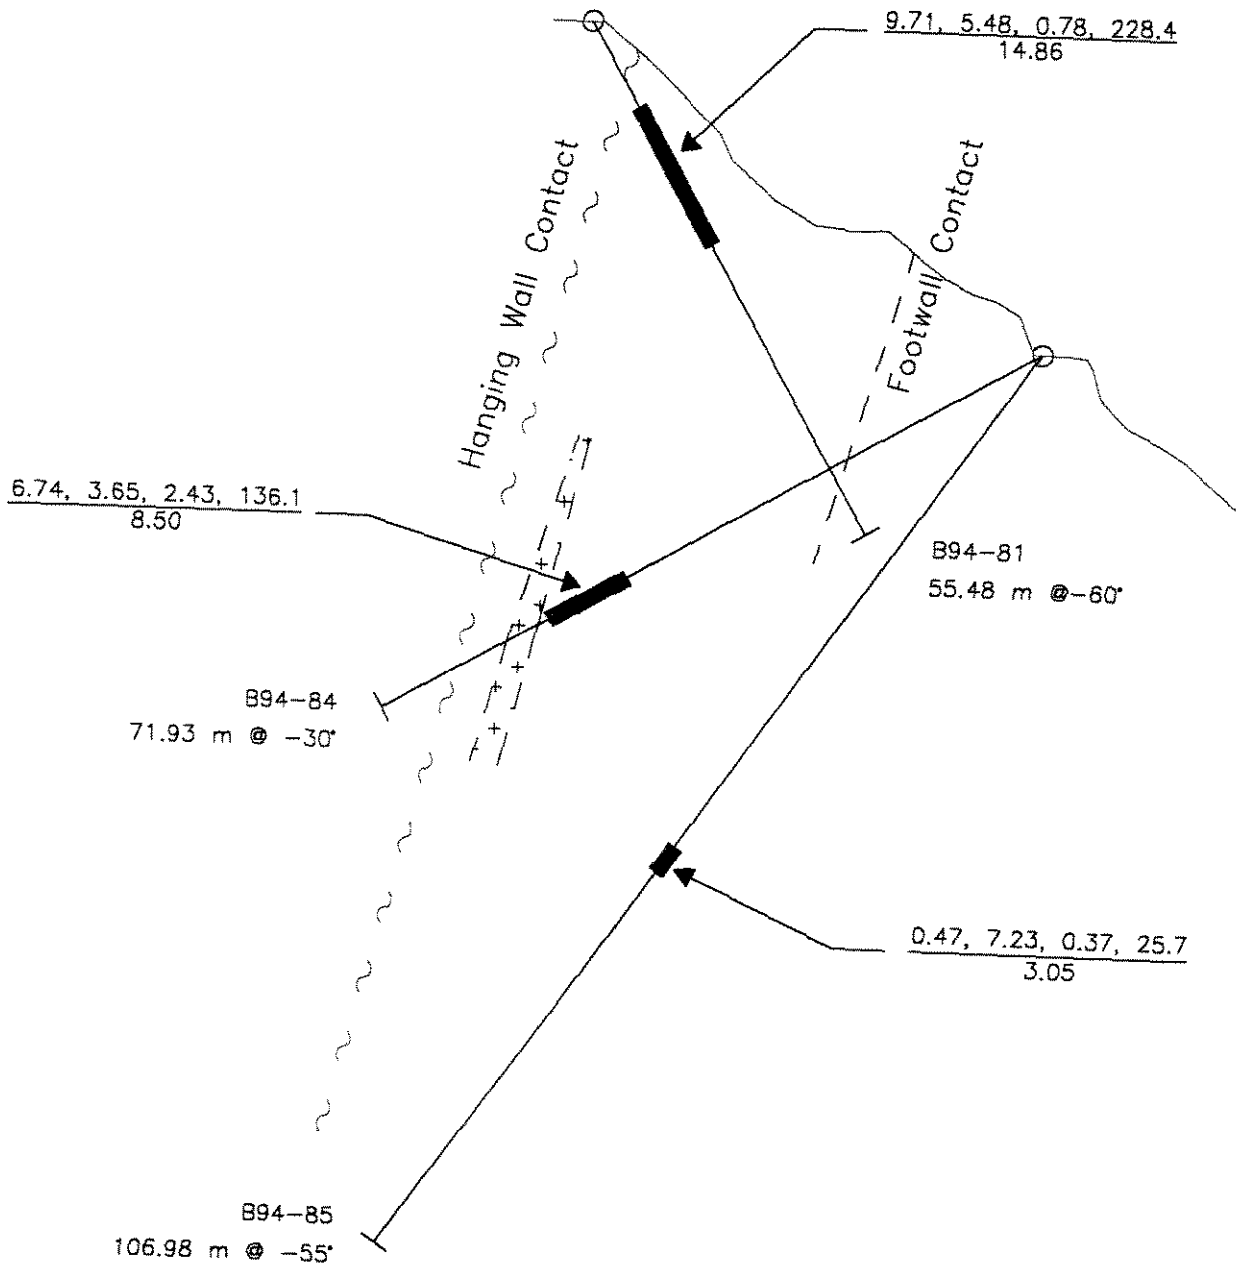 9.71, 5.48, 0.78, 228.4
14.86
Hanging Wall Contact
Footwall Contact
6.74, 3.65, 2.43, 136.1
8.50
B94-81
55.48 m @-60°
B94-84
71.93 m @ -30°
0.47, 7.23, 0.37, 25.7
3.05
B94-85
106.98 m @ -55°